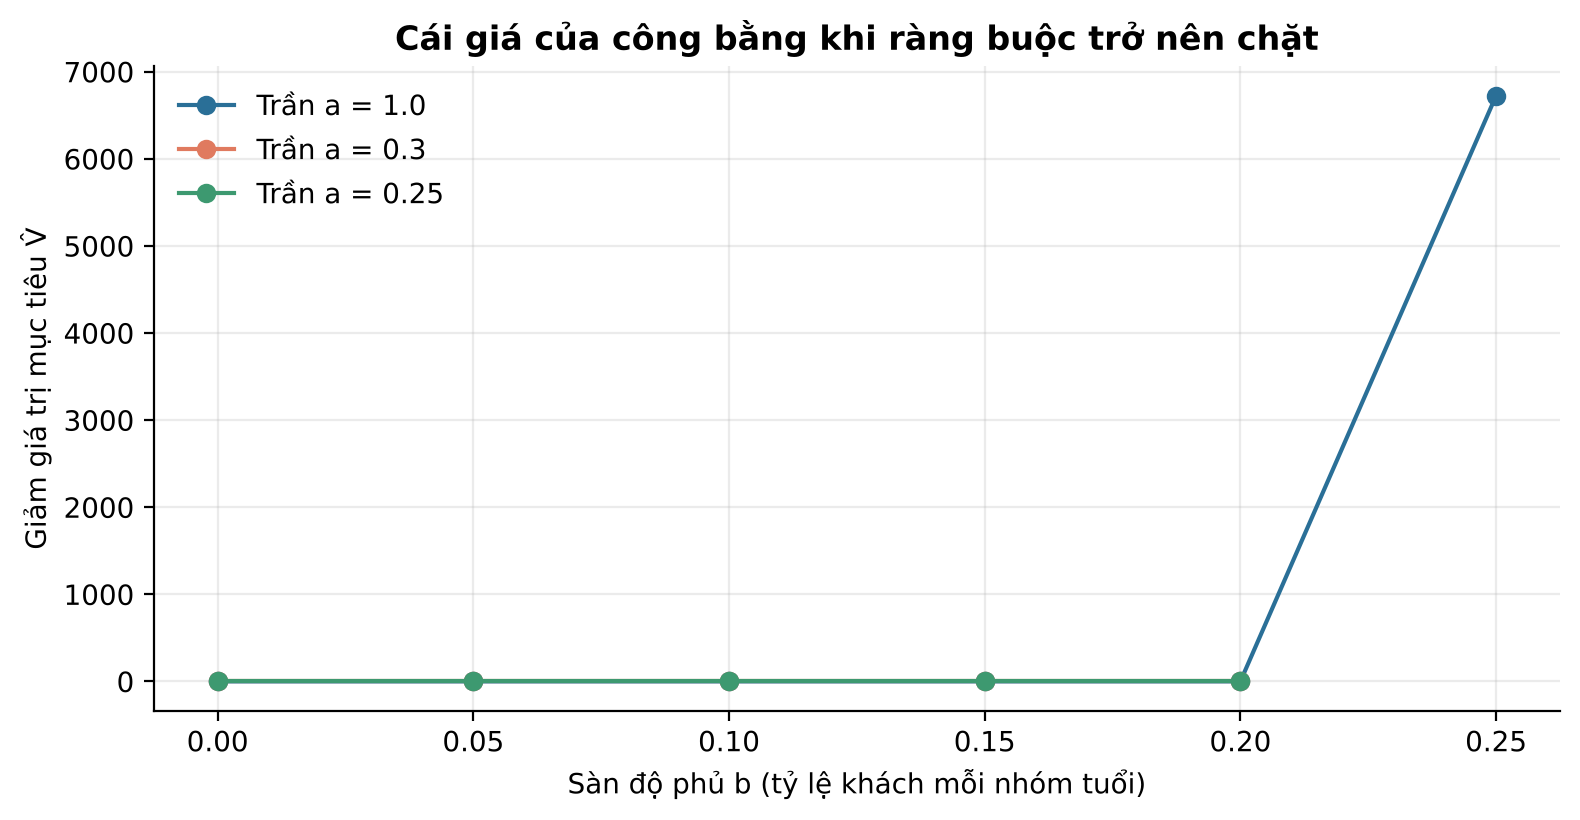 Cái giá của công bằng khi ràng buộc trở nên chặt
Giảm giá trị mục tiêu V̂
7000
6000
5000
4000
3000
2000
1000
0
Trần a = 1.0
Trần a = 0.3
Trần a = 0.25
0.00 0.05 0.10 0.15 0.20 0.25
Sàn độ phủ b (tỷ lệ khách mỗi nhóm tuổi)